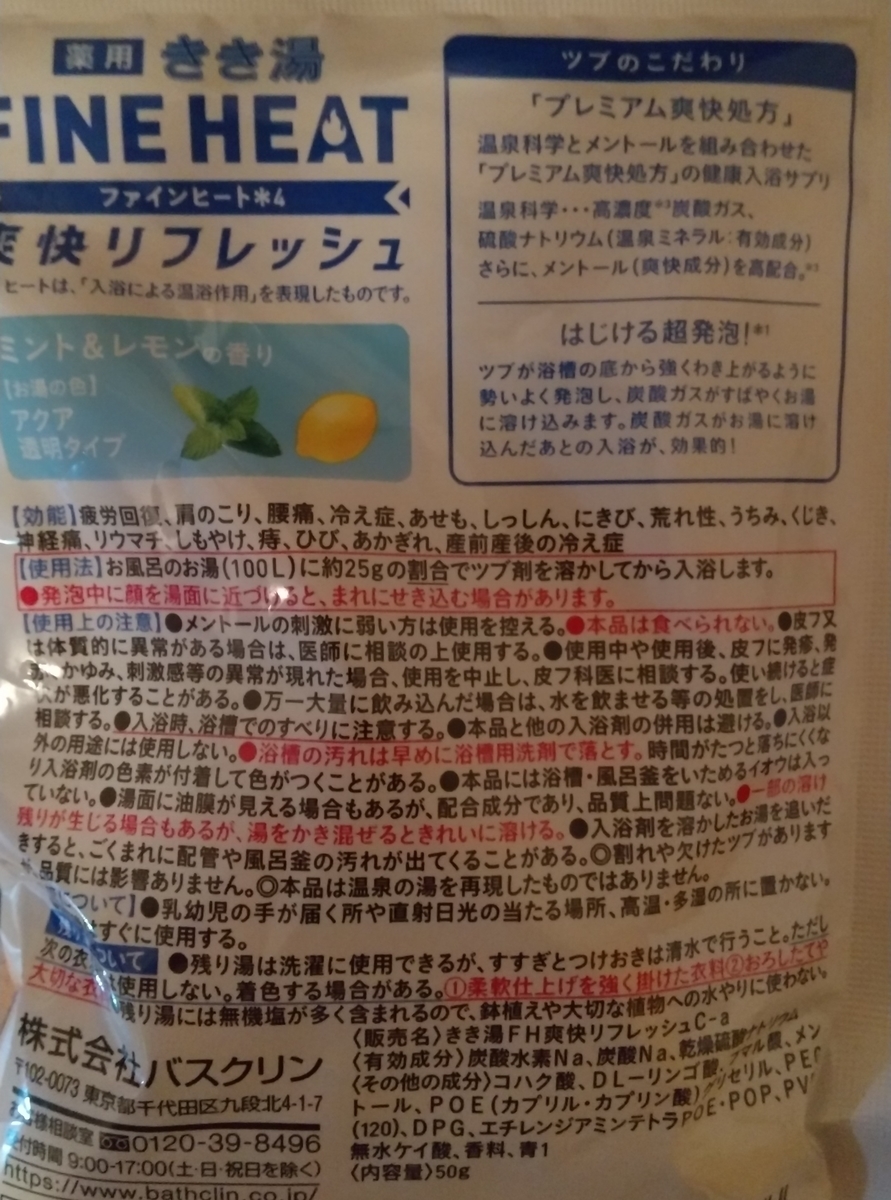 薬用 きき湯
FINE HEAT
ファインヒート※4
爽快リフレッシュ
ヒートは、「入浴による温浴作用」を表現したものです。
ミント&レモンの香り
【お湯の色】
アクア
透明タイプ
ツブのこだわり
「プレミアム爽快処方」
温泉科学とメントールを組み合わせた
「プレミアム爽快処方」の健康入浴サプリ
温泉科学・・・高濃度※3炭酸ガス、
硫酸ナトリウム(温泉ミネラル:有効成分)
さらに、メントール(爽快成分)を高配合。※3
はじける超発泡!※1
ツブが浴槽の底から強くわき上がるように
勢いよく発泡し、炭酸ガスがすばやくお湯
に溶け込みます。炭酸ガスがお湯に溶け
込んだあとの入浴が、効果的!
【効能】疲労回復、肩のこり、腰痛、冷え症、あせも、しっしん、にきび、荒れ性、うちみ、くじき、
神経痛、リウマチ、しもやけ、痔、ひび、あかぎれ、産前産後の冷え症
【使用法】お風呂のお湯(100L)に約25gの割合でツブ剤を溶かしてから入浴します。
●発泡中に顔を湯面に近づけると、まれにせき込む場合があります。
【使用上の注意】●メントールの刺激に弱い方は使用を控える。●本品は食べられない。●皮フ又
は体質的に異常がある場合は、医師に相談の上使用する。●使用中や使用後、皮フに発疹、発
赤、かゆみ、刺激感等の異常が現れた場合、使用を中止し、皮フ科医に相談する。使い続けると症
状が悪化することがある。●万一大量に飲み込んだ場合は、水を飲ませる等の処置をし、医師に
相談する。●入浴時、浴槽でのすべりに注意する。●本品と他の入浴剤の併用は避ける。●入浴以
外の用途には使用しない。●浴槽の汚れは早めに浴槽用洗剤で落とす。時間がたつと落ちにくくな
り入浴剤の色素が付着して色がつくことがある。●本品には浴槽・風呂釜をいためるイオウは入っ
ていない。●湯面に油膜が見える場合もあるが、配合成分であり、品質上問題ない。●一部の溶け
残りが生じる場合もあるが、湯をかき混ぜるときれいに溶ける。●入浴剤を溶かしたお湯を追いだ
きすると、ごくまれに配管や風呂釜の汚れが出てくることがある。◎割れや欠けたツブがあります
が、品質には影響ありません。◎本品は温泉の湯を再現したものではありません。
について】●乳幼児の手が届く所や直射日光の当たる場所、高温・多湿の所に置かない。
すぐに使用する。
ついて ●残り湯は洗濯に使用できるが、すすぎとつけおきは清水で行うこと。ただし
次の衣 使用しない。着色する場合がある。①柔軟仕上げを強く掛けた衣料②おろしたてや
大切な衣 残り湯には無機塩が多く含まれるので、鉢植えや大切な植物への水やりに使わない。
株式会社バスクリン
〒102-0073 東京都千代田区九段北4-1-7
お客様相談室 0120-39-8496
受付時間 9:00-17:00(土・日・祝日を除く)
https://www.bathclin.co.jp/
〈販売名〉きき湯FH爽快リフレッシュC-a
〈有効成分〉炭酸水素Na、炭酸Na、乾燥硫酸ナトリウム
〈その他の成分〉コハク酸、DL-リンゴ酸、フマル酸、メン
トール、POE(カプリル・カプリン酸)グリセリル、PEG
(120)、DPG、エチレンジアミンテトラPOE・POP、PV
無水ケイ酸、香料、青1
〈内容量〉50g